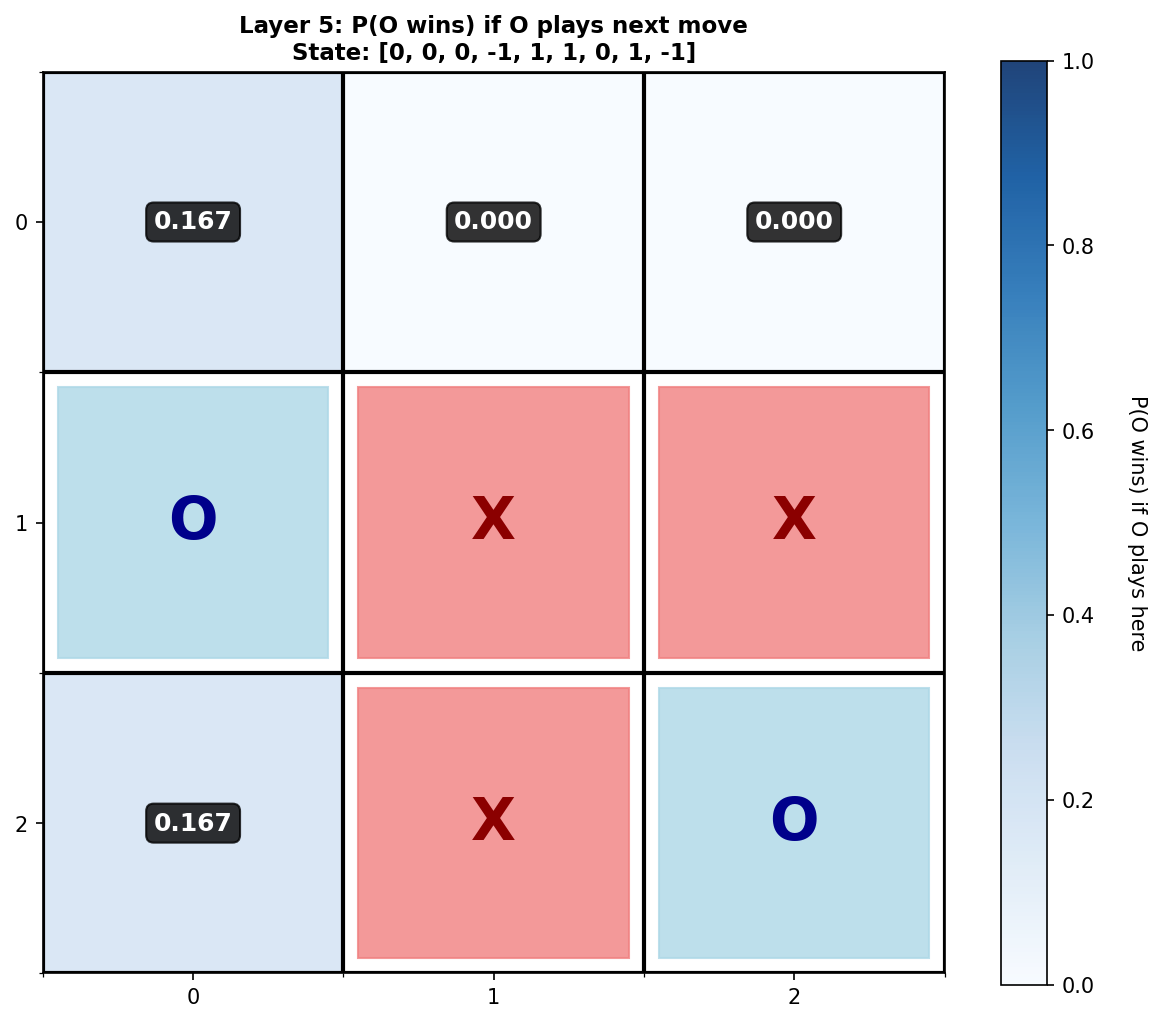 Layer 5: P(O wins) if O plays next move
State: [0, 0, 0, -1, 1, 1, 0, 1, -1]
0
0.167
0.000
0.000
1
O
X
X
2
0.167
X
O
0
1
2
1.0
0.8
0.6
0.4
0.2
0.0
P(O wins) if O plays here